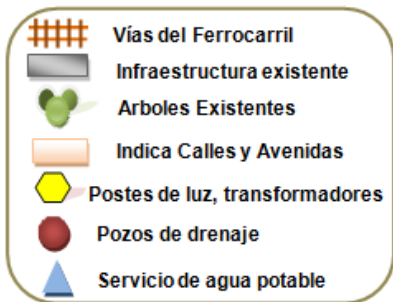 Vías del Ferrocarril
Infraestructura existente
Arboles Existentes
Indica Calles y Avenidas
Postes de luz, transformadores
Pozos de drenaje
Servicio de agua potable